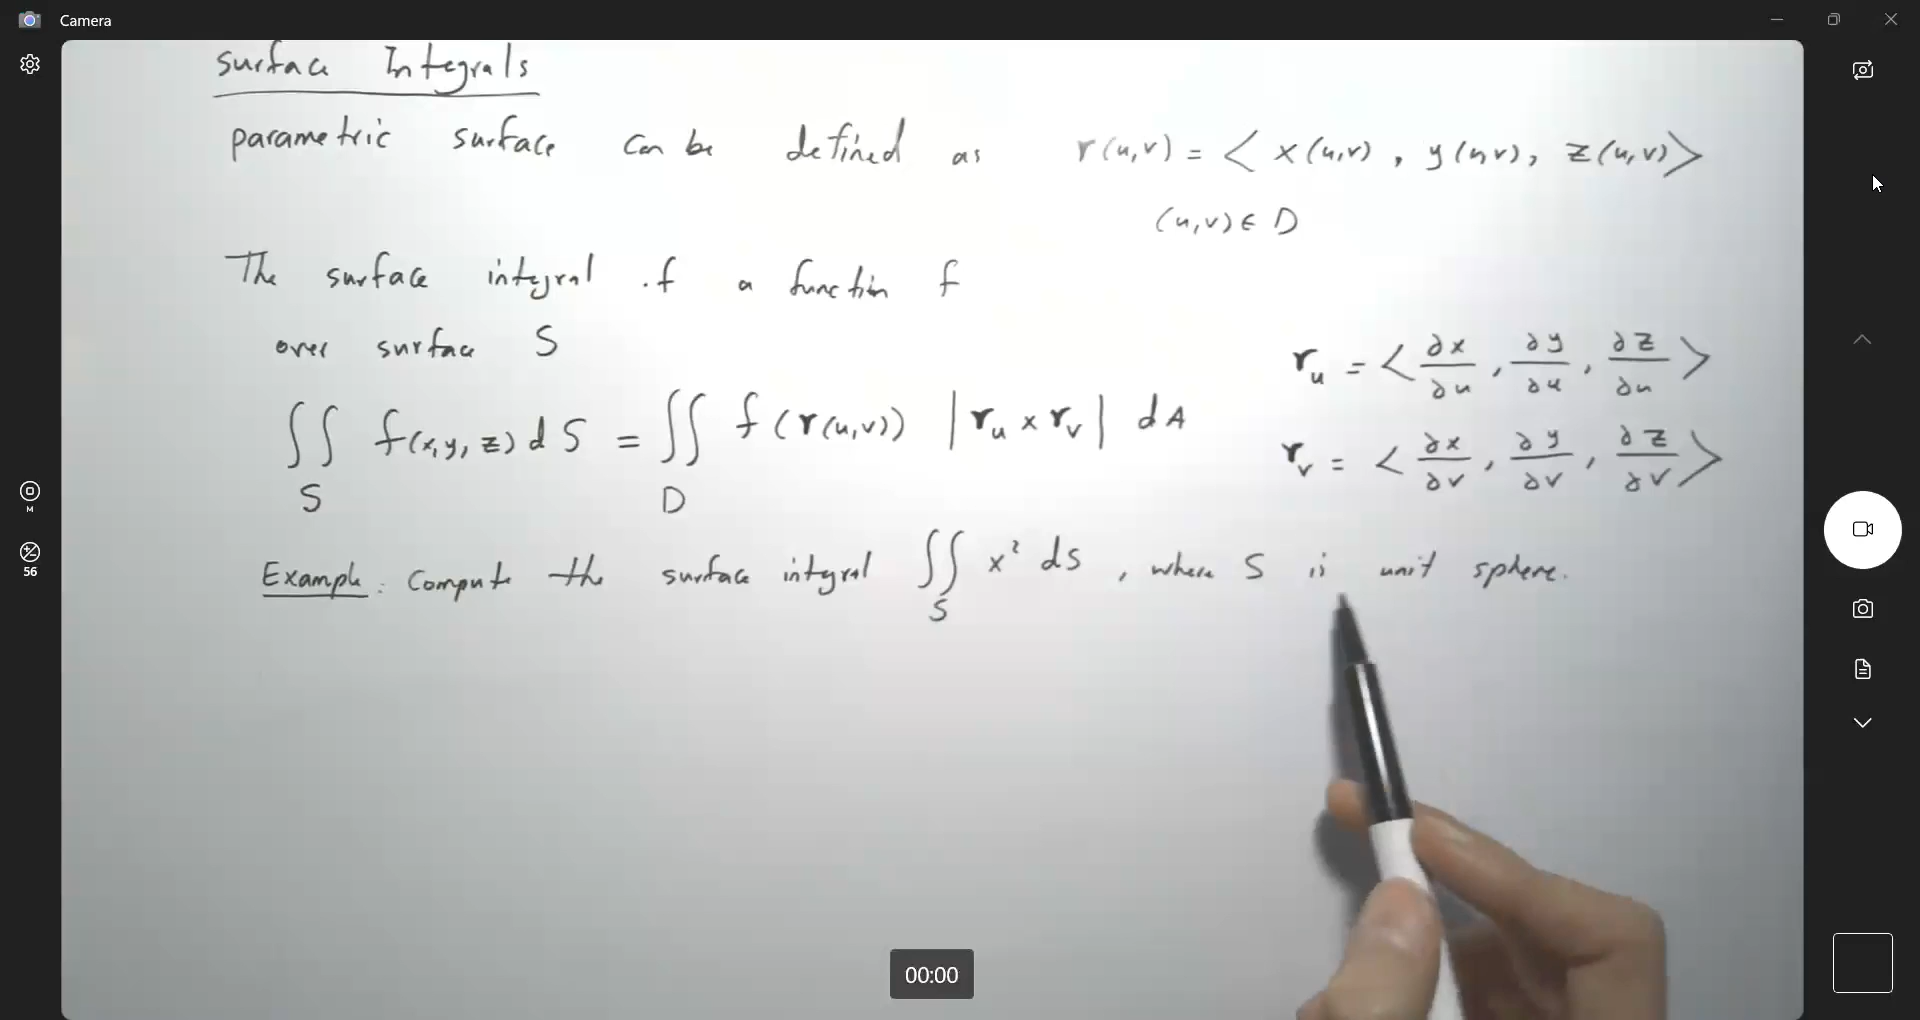 Camera
Surface Integrals
parametric surface can be defined as r(u,v) = < x(u,v), y(u,v), z(u,v) >
(u,v) ∈ D
The surface integral of a function f
over surface S
r_u = < ∂x/∂u, ∂y/∂u, ∂z/∂u >
∬_S f(x,y,z) dS = ∬_D f(r(u,v)) |r_u × r_v| dA
r_v = < ∂x/∂v, ∂y/∂v, ∂z/∂v >
Example: Compute the surface integral ∬_S x² ds, where S is unit sphere.
M
56
00:00